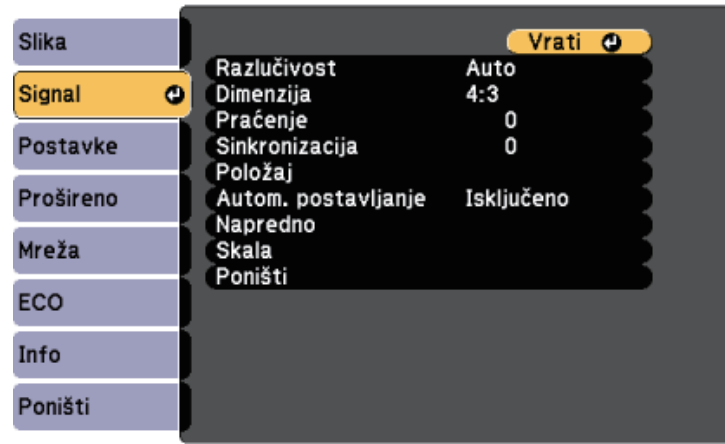 Slika
Signal
Postavke
Prošireno
Mreža
ECO
Info
Poništi
Vrati
Razlučivost Auto
Dimenzija 4:3
Praćenje 0
Sinkronizacija 0
Položaj
Autom. postavljanje Isključeno
Napredno
Skala
Poništi